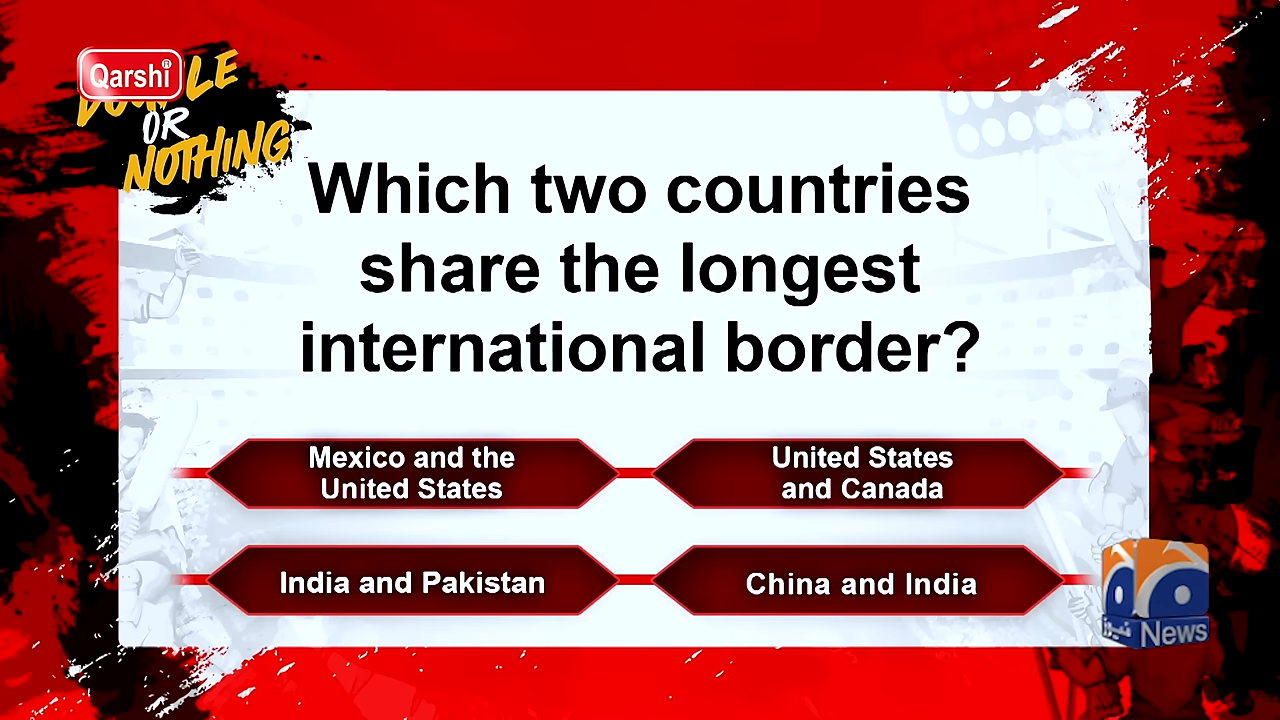 Qarshi®
OR
NOTHING
Which two countries
share the longest
international border?
Mexico and the
United States
United States
and Canada
India and Pakistan
China and India
نیوز
News